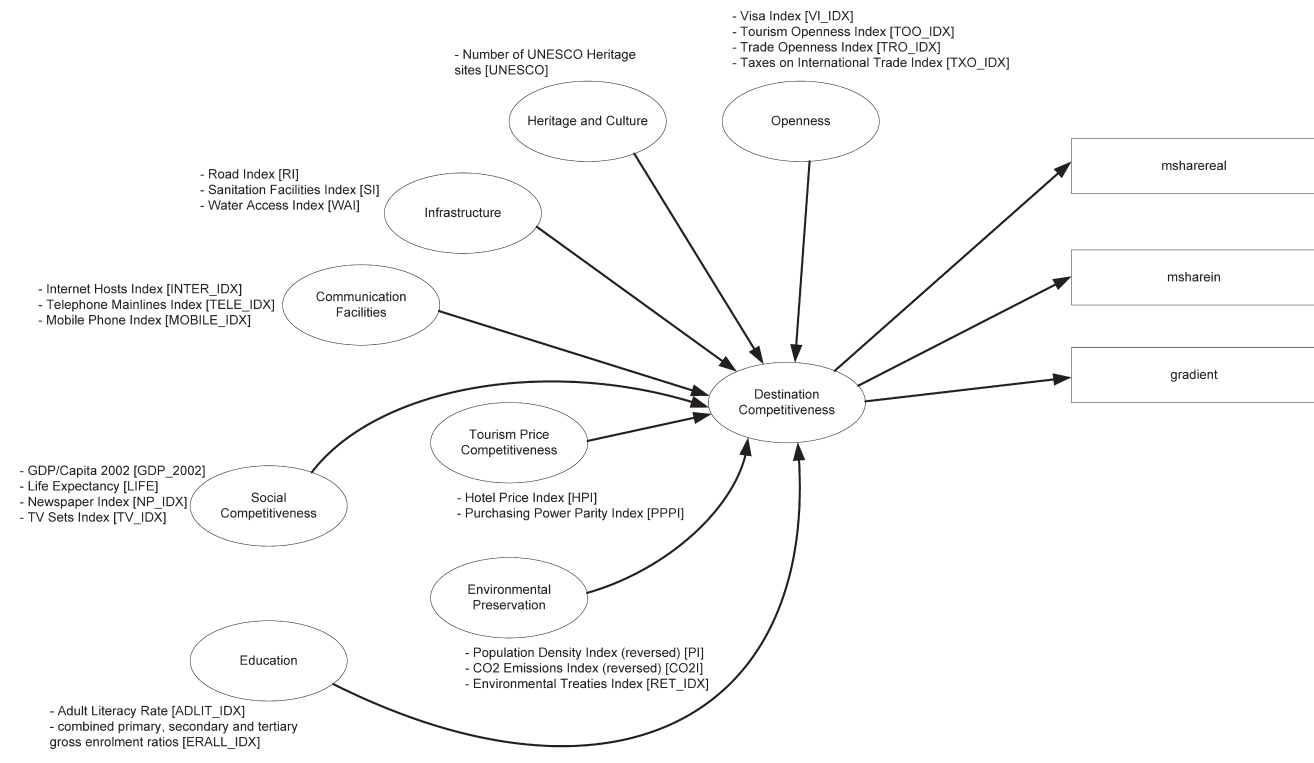 - Visa Index [VI_IDX]
- Tourism Openness Index [TOO_IDX]
- Trade Openness Index [TRO_IDX]
- Taxes on International Trade Index [TXO_IDX]
- Number of UNESCO Heritage
sites [UNESCO]
Heritage and Culture
Openness
msharereal
- Road Index [RI]
- Sanitation Facilities Index [SI]
- Water Access Index [WAI]
Infrastructure
msharein
- Internet Hosts Index [INTER_IDX]
- Telephone Mainlines Index [TELE_IDX]
- Mobile Phone Index [MOBILE_IDX]
Communication
Facilities
gradient
Destination
Competitiveness
Tourism Price
Competitiveness
- Hotel Price Index [HPI]
- Purchasing Power Parity Index [PPPI]
- GDP/Capita 2002 [GDP_2002]
- Life Expectancy [LIFE]
- Newspaper Index [NP_IDX]
- TV Sets Index [TV_IDX]
Social
Competitiveness
Environmental
Preservation
- Population Density Index (reversed) [PI]
- CO2 Emissions Index (reversed) [CO2I]
- Environmental Treaties Index [RET_IDX]
Education
- Adult Literacy Rate [ADLIT_IDX]
- combined primary, secondary and tertiary
gross enrolment ratios [ERALL_IDX]